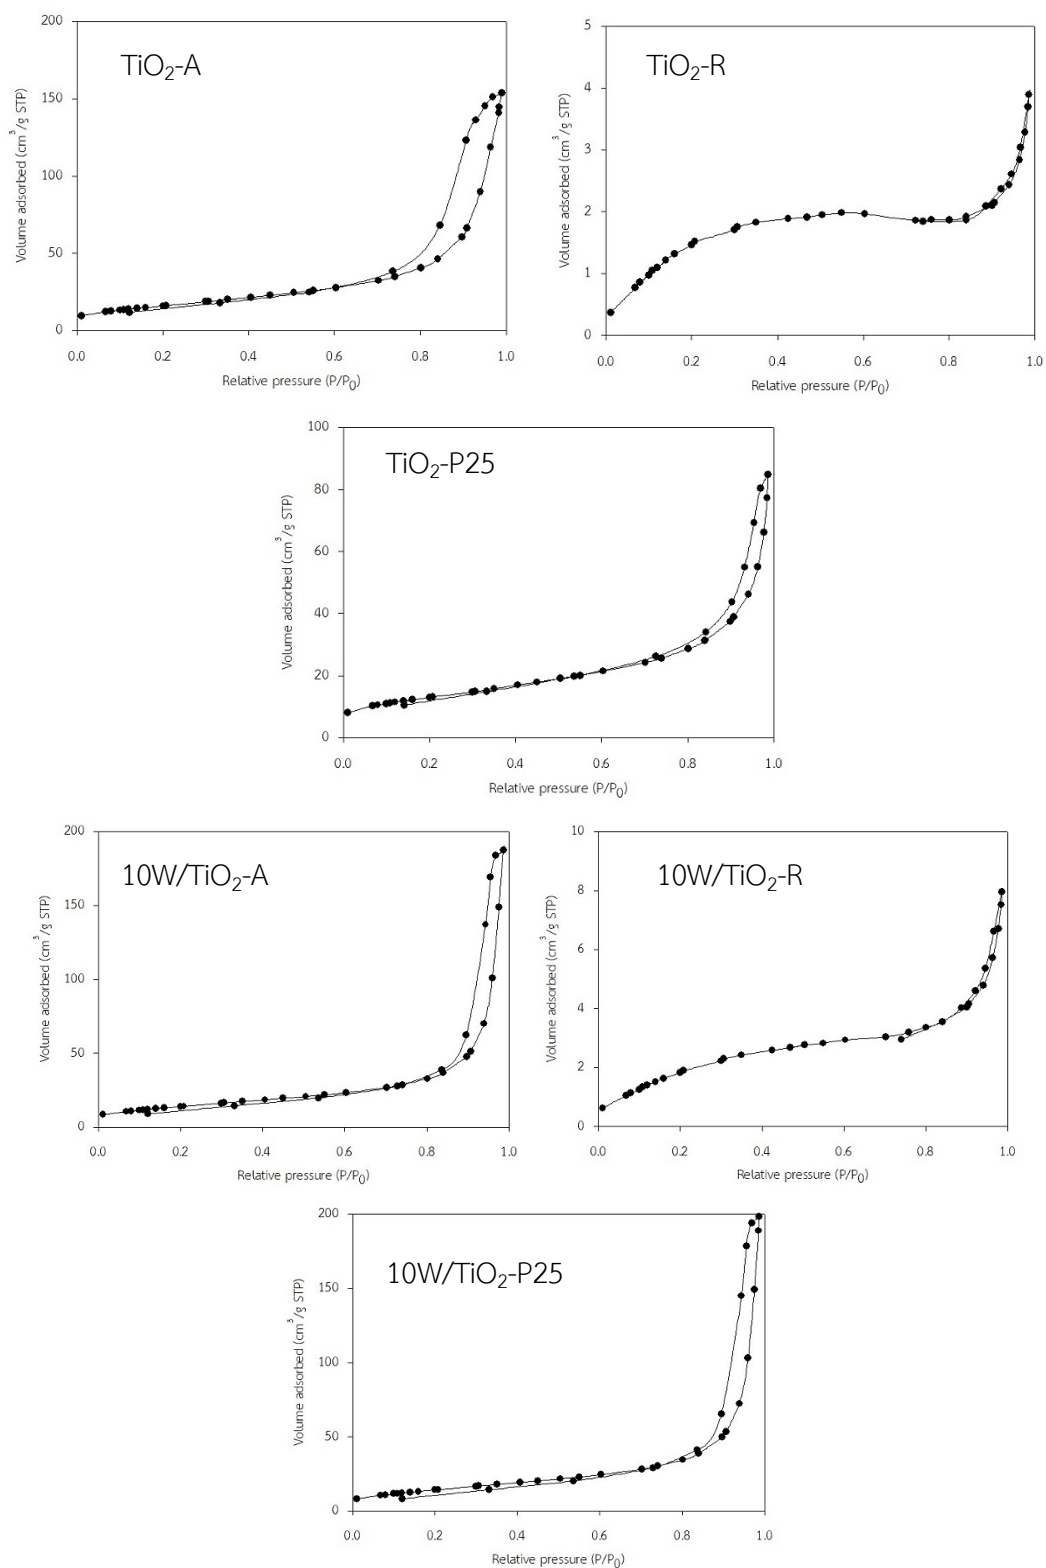 TiO₂-A
Volume adsorbed (cm³/g STP)
200
150
100
50
0
0.0 0.2 0.4 0.6 0.8 1.0
Relative pressure (P/P₀)
TiO₂-R
Volume adsorbed (cm³/g STP)
5
4
3
2
1
0
0.0 0.2 0.4 0.6 0.8 1.0
Relative pressure (P/P₀)
TiO₂-P25
Volume adsorbed (cm³/g STP)
100
80
60
40
20
0
0.0 0.2 0.4 0.6 0.8 1.0
Relative pressure (P/P₀)
10W/TiO₂-A
Volume adsorbed (cm³/g STP)
200
150
100
50
0
0.0 0.2 0.4 0.6 0.8 1.0
Relative pressure (P/P₀)
10W/TiO₂-R
Volume adsorbed (cm³/g STP)
10
8
6
4
2
0
0.0 0.2 0.4 0.6 0.8 1.0
Relative pressure (P/P₀)
10W/TiO₂-P25
Volume adsorbed (cm³/g STP)
200
150
100
50
0
0.0 0.2 0.4 0.6 0.8 1.0
Relative pressure (P/P₀)